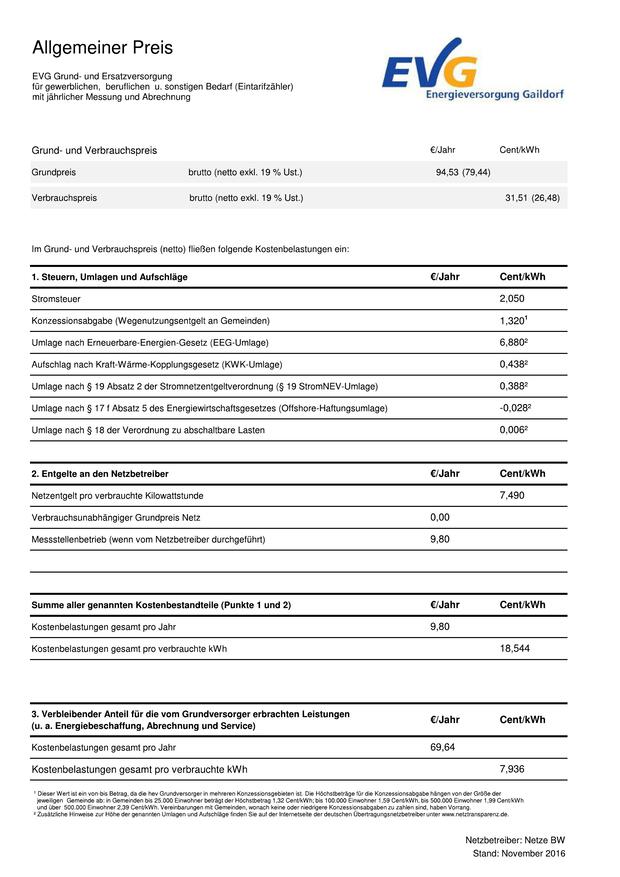 Allgemeiner Preis
EVG
Energieversorgung Gaildorf
EVG Grund- und Ersatzversorgung
für gewerblichen, beruflichen u. sonstigen Bedarf (Eintarifzähler)
mit jährlicher Messung und Abrechnung
Grund- und Verbrauchspreis €/Jahr Cent/kWh
Grundpreis brutto (netto exkl. 19 % Ust.) 94,53 (79,44)
Verbrauchspreis brutto (netto exkl. 19 % Ust.) 31,51 (26,48)
Im Grund- und Verbrauchspreis (netto) fließen folgende Kostenbelastungen ein:
1. Steuern, Umlagen und Aufschläge €/Jahr Cent/kWh
Stromsteuer 2,050
Konzessionsabgabe (Wegenutzungsentgelt an Gemeinden) 1,320¹
Umlage nach Erneuerbare-Energien-Gesetz (EEG-Umlage) 6,880²
Aufschlag nach Kraft-Wärme-Kopplungsgesetz (KWK-Umlage) 0,438²
Umlage nach § 19 Absatz 2 der Stromnetzentgeltverordnung (§ 19 StromNEV-Umlage) 0,388²
Umlage nach § 17 f Absatz 5 des Energiewirtschaftsgesetzes (Offshore-Haftungsumlage) -0,028²
Umlage nach § 18 der Verordnung zu abschaltbare Lasten 0,006²
2. Entgelte an den Netzbetreiber €/Jahr Cent/kWh
Netzentgelt pro verbrauchte Kilowattstunde 7,490
Verbrauchsunabhängiger Grundpreis Netz 0,00
Messstellenbetrieb (wenn vom Netzbetreiber durchgeführt) 9,80
Summe aller genannten Kostenbestandteile (Punkte 1 und 2) €/Jahr Cent/kWh
Kostenbelastungen gesamt pro Jahr 9,80
Kostenbelastungen gesamt pro verbrauchte kWh 18,544
3. Verbleibender Anteil für die vom Grundversorger erbrachten Leistungen
(u. a. Energiebeschaffung, Abrechnung und Service) €/Jahr Cent/kWh
Kostenbelastungen gesamt pro Jahr 69,64
Kostenbelastungen gesamt pro verbrauchte kWh 7,936
¹ Dieser Wert ist ein von-bis Betrag, da die hev Grundversorger in mehreren Konzessionsgebieten ist. Die Höchstbeträge für die Konzessionsabgabe hängen von der Größe der
jeweiligen Gemeinde ab: in Gemeinden bis 25.000 Einwohner beträgt der Höchstbetrag 1,32 Cent/kWh; bis 100.000 Einwohner 1,59 Cent/kWh, bis 500.000 Einwohner 1,99 Cent/kWh
und über 500.000 Einwohner 2,39 Cent/kWh. Vereinbarungen mit Gemeinden, wonach keine oder niedrigere Konzessionsabgaben zu zahlen sind, haben Vorrang.
² Zusätzliche Hinweise zur Höhe der genannten Umlagen und Aufschläge finden Sie auf der Internetseite der deutschen Übertragungsnetzbetreiber unter www.netztransparenz.de.
Netzbetreiber: Netze BW
Stand: November 2016